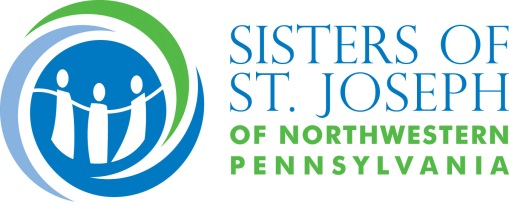 SISTERS OF
ST. JOSEPH
OF NORTHWESTERN
PENNSYLVANIA